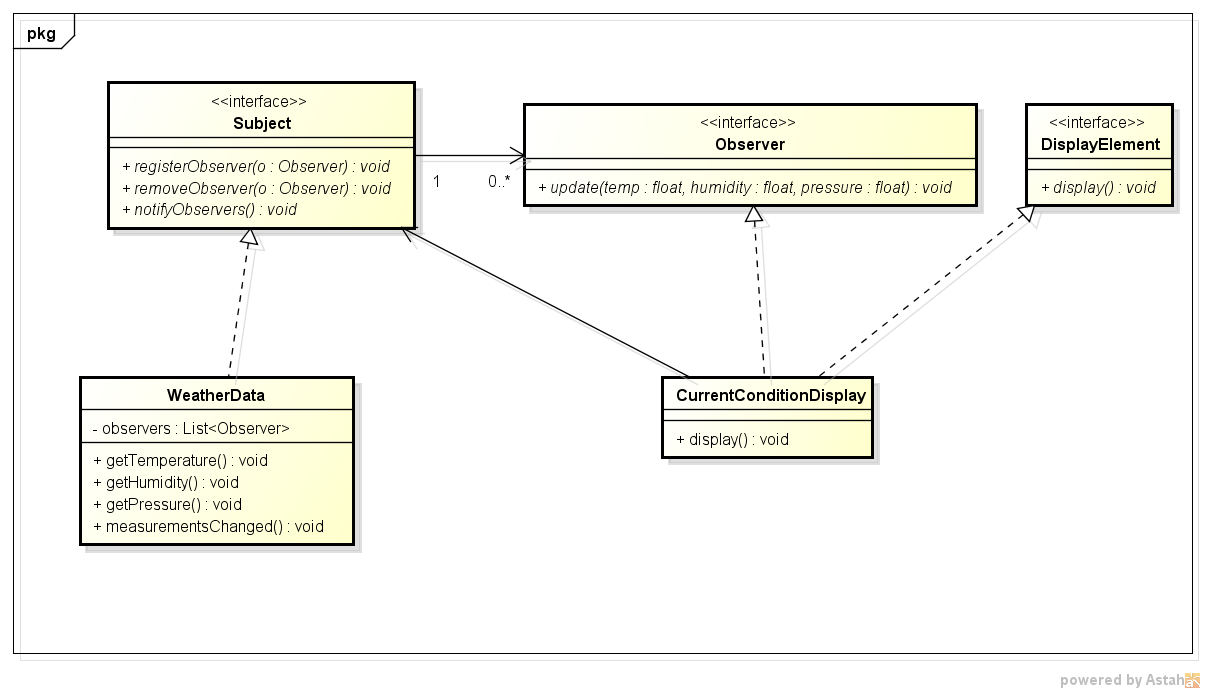 pkg
<<interface>>
Subject
+ registerObserver(o : Observer) : void
+ removeObserver(o : Observer) : void
+ notifyObservers() : void
1
0..*
<<interface>>
Observer
+ update(temp : float, humidity : float, pressure : float) : void
<<interface>>
DisplayElement
+ display() : void
WeatherData
- observers : List<Observer>
+ getTemperature() : void
+ getHumidity() : void
+ getPressure() : void
+ measurementsChanged() : void
CurrentConditionDisplay
+ display() : void
powered by Astah